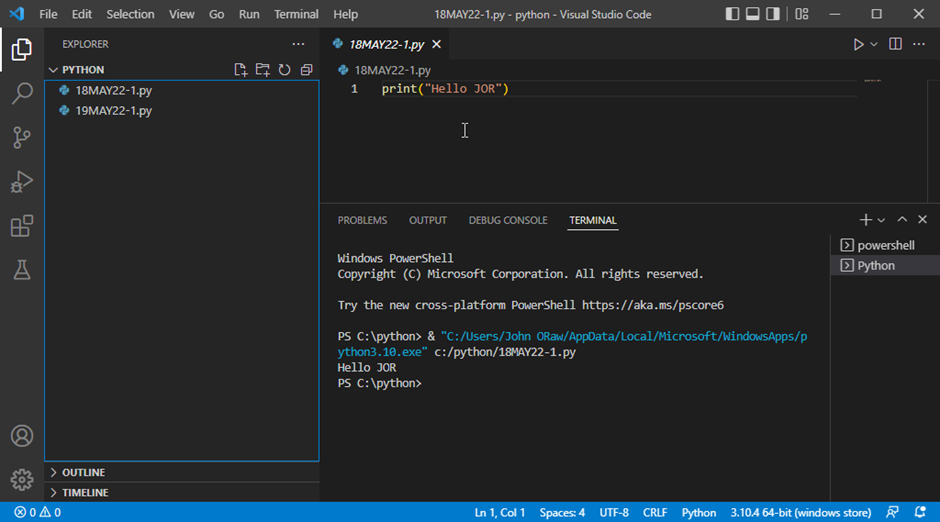 File Edit Selection View Go Run Terminal Help 18MAY22-1.py - python - Visual Studio Code
EXPLORER
PYTHON
18MAY22-1.py
19MAY22-1.py
OUTLINE
TIMELINE
18MAY22-1.py
18MAY22-1.py
1 print("Hello JOR")
PROBLEMS OUTPUT DEBUG CONSOLE TERMINAL
Windows PowerShell
Copyright (C) Microsoft Corporation. All rights reserved.
Try the new cross-platform PowerShell https://aka.ms/pscore6
PS C:\python> & "C:/Users/John ORaw/AppData/Local/Microsoft/WindowsApps/p
ython3.10.exe" c:/python/18MAY22-1.py
Hello JOR
PS C:\python>
powershell
Python
0 0 Ln 1, Col 1 Spaces: 4 UTF-8 CRLF Python 3.10.4 64-bit (windows store)